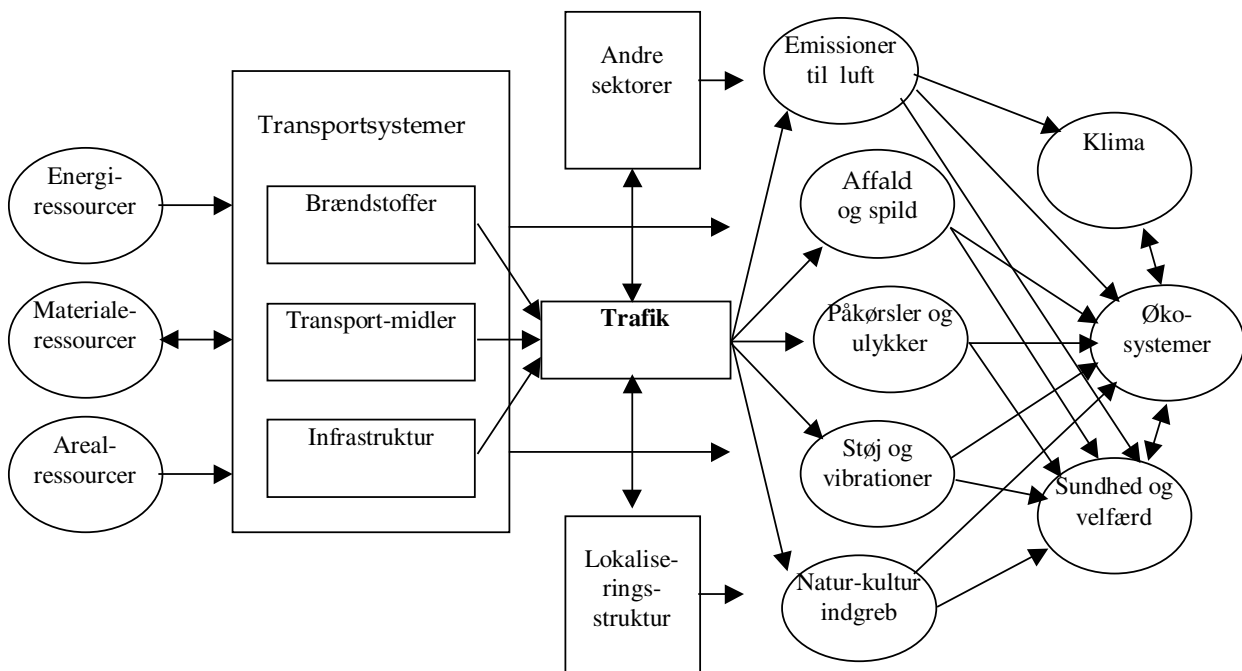 Energi-
ressourcer
Materiale-
ressourcer
Areal-
ressourcer
Transportsystemer
Brændstoffer
Transport-midler
Infrastruktur
Andre
sektorer
Trafik
Lokalise-
rings-
struktur
Emissioner
til luft
Affald
og spild
Påkørsler og
ulykker
Støj og
vibrationer
Natur-kultur
indgreb
Klima
Øko-
systemer
Sundhed og
velfærd